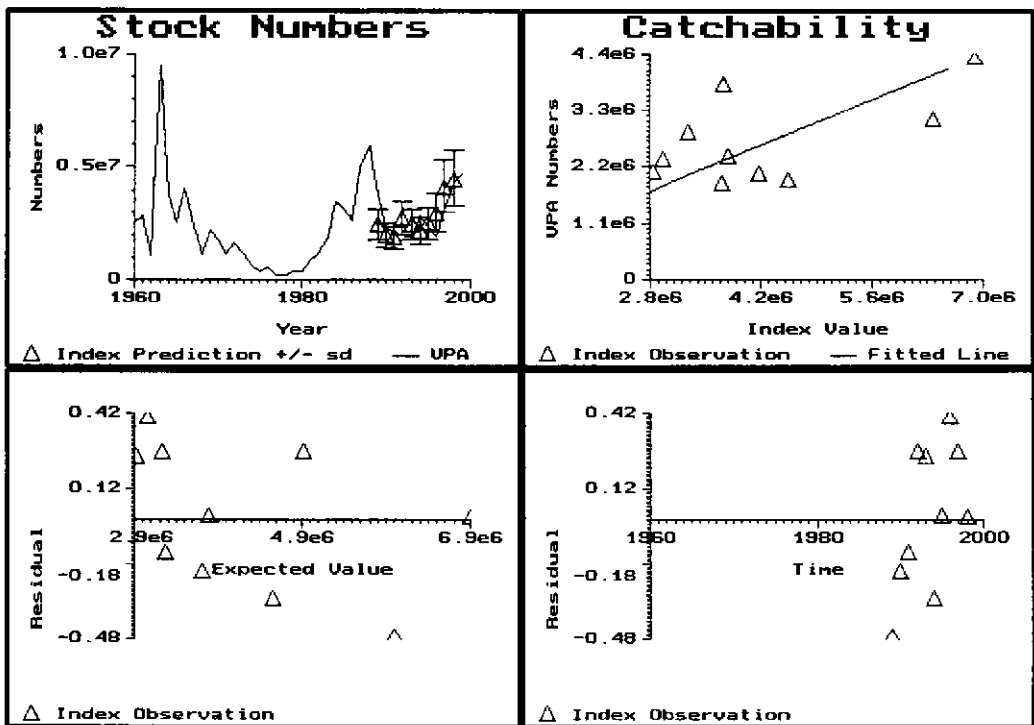 Stock Numbers
1.0e7
0.5e7
0
Numbers
1960
1980
2000
Year
Index Prediction +/- sd
VPA
Catchability
4.4e6
3.3e6
2.2e6
1.1e6
0
VPA Numbers
2.8e6
4.2e6
5.6e6
7.0e6
Index Value
Index Observation
Fitted Line
0.42
0.12
-0.18
-0.48
Residual
2.9e6
4.9e6
6.9e6
Expected Value
Index Observation
0.42
0.12
-0.18
-0.48
Residual
1960
1980
2000
Time
Index Observation